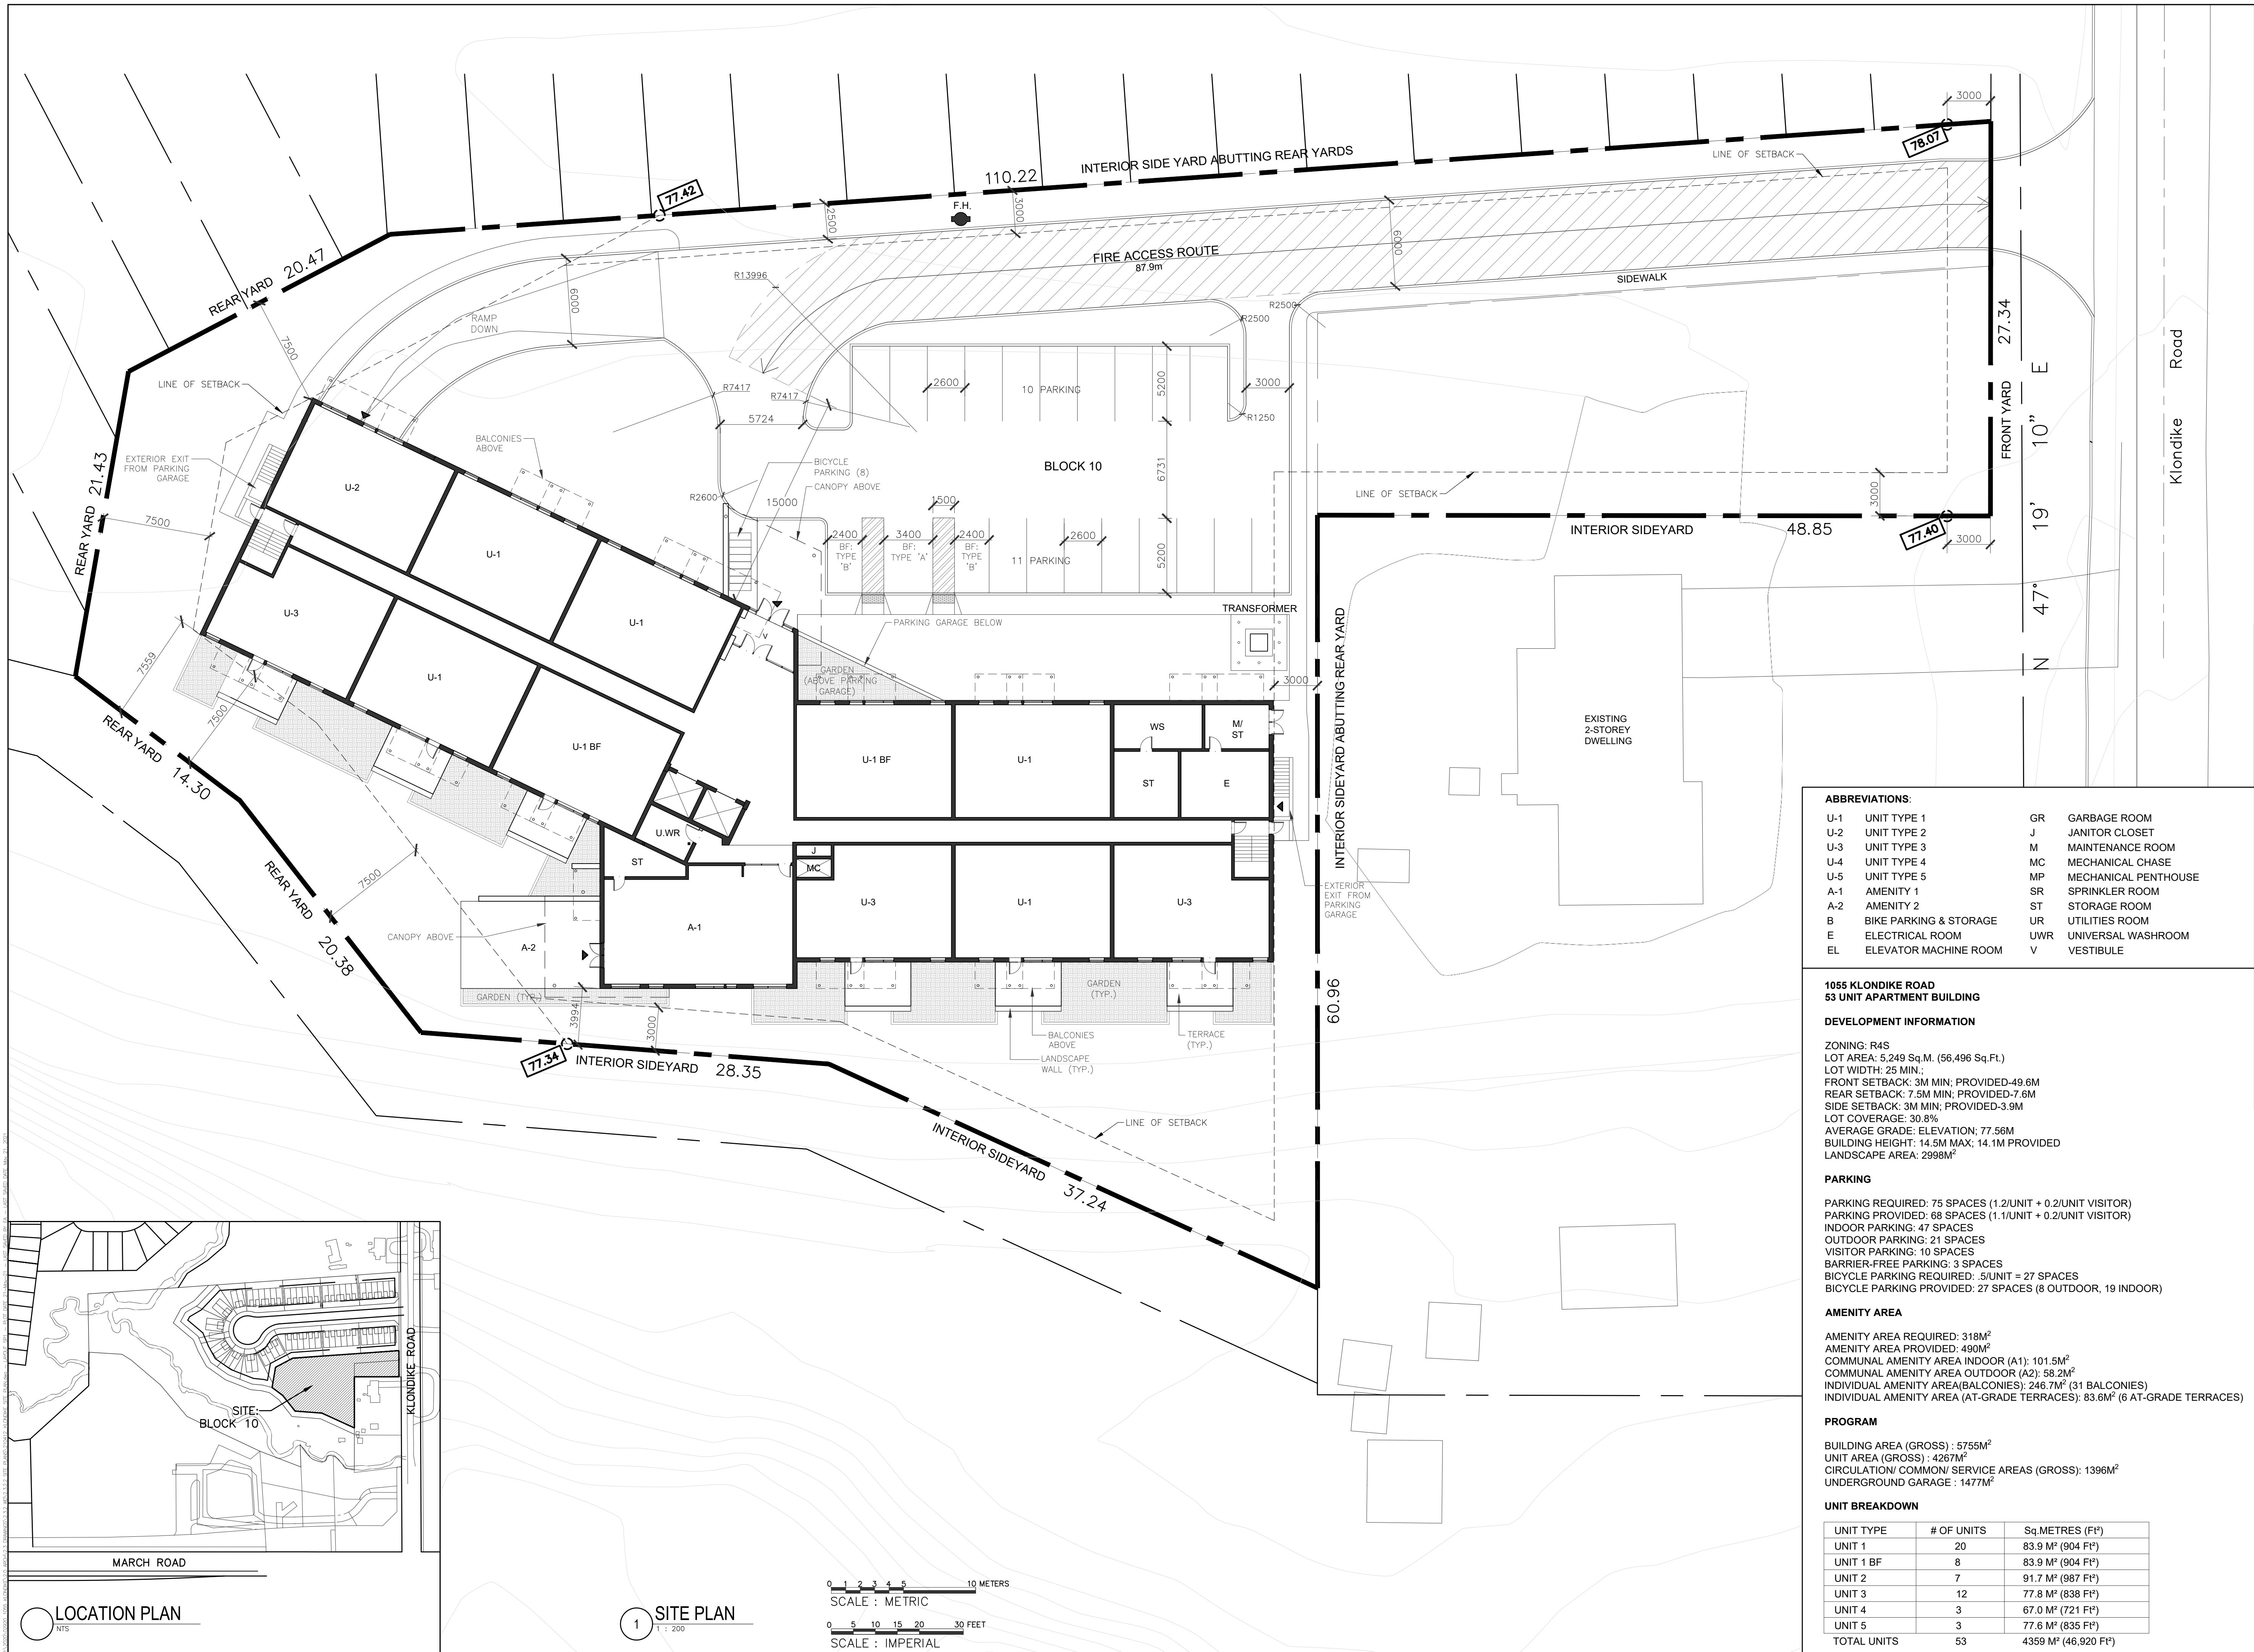 3000
INTERIOR SIDE YARD ABUTTING REAR YARDS
110.22
LINE OF SETBACK
78.07
77.42
F.H.
2500
3000
6000
FIRE ACCESS ROUTE
87.9m
SIDEWALK
REAR YARD 20.47
R13996
6000
RAMP
DOWN
R2500
R2500
7500
LINE OF SETBACK
R7417
R7417
2600
10 PARKING
5200
3000
R1250
5724
27.34
FRONT YARD
N 47° 19' 10" E
Klondike Road
BALCONIES
ABOVE
EXTERIOR EXIT
FROM PARKING
GARAGE
REAR YARD 21.43
7500
U-2
U-1
U-1
BICYCLE
PARKING (8)
CANOPY ABOVE
R2600
15000
BLOCK 10
6731
1500
2400
BF:
TYPE
'B'
3400
BF:
TYPE 'A'
2400
BF:
TYPE
'B'
2600
11 PARKING
5200
LINE OF SETBACK
3000
INTERIOR SIDEYARD
48.85
77.40
3000
U-3
U-1
U-1 BF
V
TRANSFORMER
PARKING GARAGE BELOW
GARDEN
(ABOVE PARKING
GARAGE)
3000
INTERIOR SIDEYARD ABUTTING REAR YARD
60.96
7559
7500
REAR YARD
14.30
EXISTING
2-STOREY
DWELLING
U-1 BF
U-1
WS
M/
ST
ST
E
U.WR
ST
J
MC
A-1
A-2
U-3
U-1
U-3
EXTERIOR
EXIT FROM
PARKING
GARAGE
7500
REAR YARD
20.38
CANOPY ABOVE
GARDEN (TYP.)
GARDEN
(TYP.)
3994
3000
77.34
INTERIOR SIDEYARD
28.35
BALCONIES
ABOVE
LANDSCAPE
WALL (TYP.)
TERRACE
(TYP.)
LINE OF SETBACK
INTERIOR SIDEYARD
37.24
ABBREVIATIONS:
U-1 UNIT TYPE 1 GR GARBAGE ROOM
U-2 UNIT TYPE 2 J JANITOR CLOSET
U-3 UNIT TYPE 3 M MAINTENANCE ROOM
U-4 UNIT TYPE 4 MC MECHANICAL CHASE
U-5 UNIT TYPE 5 MP MECHANICAL PENTHOUSE
A-1 AMENITY 1 SR SPRINKLER ROOM
A-2 AMENITY 2 ST STORAGE ROOM
B BIKE PARKING & STORAGE UR UTILITIES ROOM
E ELECTRICAL ROOM UWR UNIVERSAL WASHROOM
EL ELEVATOR MACHINE ROOM V VESTIBULE
1055 KLONDIKE ROAD
53 UNIT APARTMENT BUILDING
DEVELOPMENT INFORMATION
ZONING: R4S
LOT AREA: 5,249 Sq.M. (56,496 Sq.Ft.)
LOT WIDTH: 25 MIN.;
FRONT SETBACK: 3M MIN; PROVIDED-49.6M
REAR SETBACK: 7.5M MIN; PROVIDED-7.6M
SIDE SETBACK: 3M MIN; PROVIDED-3.9M
LOT COVERAGE: 30.8%
AVERAGE GRADE: ELEVATION; 77.56M
BUILDING HEIGHT: 14.5M MAX; 14.1M PROVIDED
LANDSCAPE AREA: 2998M²
PARKING
PARKING REQUIRED: 75 SPACES (1.2/UNIT + 0.2/UNIT VISITOR)
PARKING PROVIDED: 68 SPACES (1.1/UNIT + 0.2/UNIT VISITOR)
INDOOR PARKING: 47 SPACES
OUTDOOR PARKING: 21 SPACES
VISITOR PARKING: 10 SPACES
BARRIER-FREE PARKING: 3 SPACES
BICYCLE PARKING REQUIRED: .5/UNIT = 27 SPACES
BICYCLE PARKING PROVIDED: 27 SPACES (8 OUTDOOR, 19 INDOOR)
AMENITY AREA
AMENITY AREA REQUIRED: 318M²
AMENITY AREA PROVIDED: 490M²
COMMUNAL AMENITY AREA INDOOR (A1): 101.5M²
COMMUNAL AMENITY AREA OUTDOOR (A2): 58.2M²
INDIVIDUAL AMENITY AREA(BALCONIES): 246.7M² (31 BALCONIES)
INDIVIDUAL AMENITY AREA (AT-GRADE TERRACES): 83.6M² (6 AT-GRADE TERRACES)
PROGRAM
BUILDING AREA (GROSS) : 5755M²
UNIT AREA (GROSS) : 4267M²
CIRCULATION/ COMMON/ SERVICE AREAS (GROSS): 1396M²
UNDERGROUND GARAGE : 1477M²
UNIT BREAKDOWN
UNIT TYPE # OF UNITS Sq.METRES (Ft²)
UNIT 1 20 83.9 M² (904 Ft²)
UNIT 1 BF 8 83.9 M² (904 Ft²)
UNIT 2 7 91.7 M² (987 Ft²)
UNIT 3 12 77.8 M² (838 Ft²)
UNIT 4 3 67.0 M² (721 Ft²)
UNIT 5 3 77.6 M² (835 Ft²)
TOTAL UNITS 53 4359 M² (46,920 Ft²)
SITE:
BLOCK 10
KLONDIKE ROAD
MARCH ROAD
LOCATION PLAN
NTS
1 SITE PLAN
1 : 200
0 1 2 3 4 5 10 METERS
SCALE : METRIC
0 5 10 15 20 30 FEET
SCALE : IMPERIAL